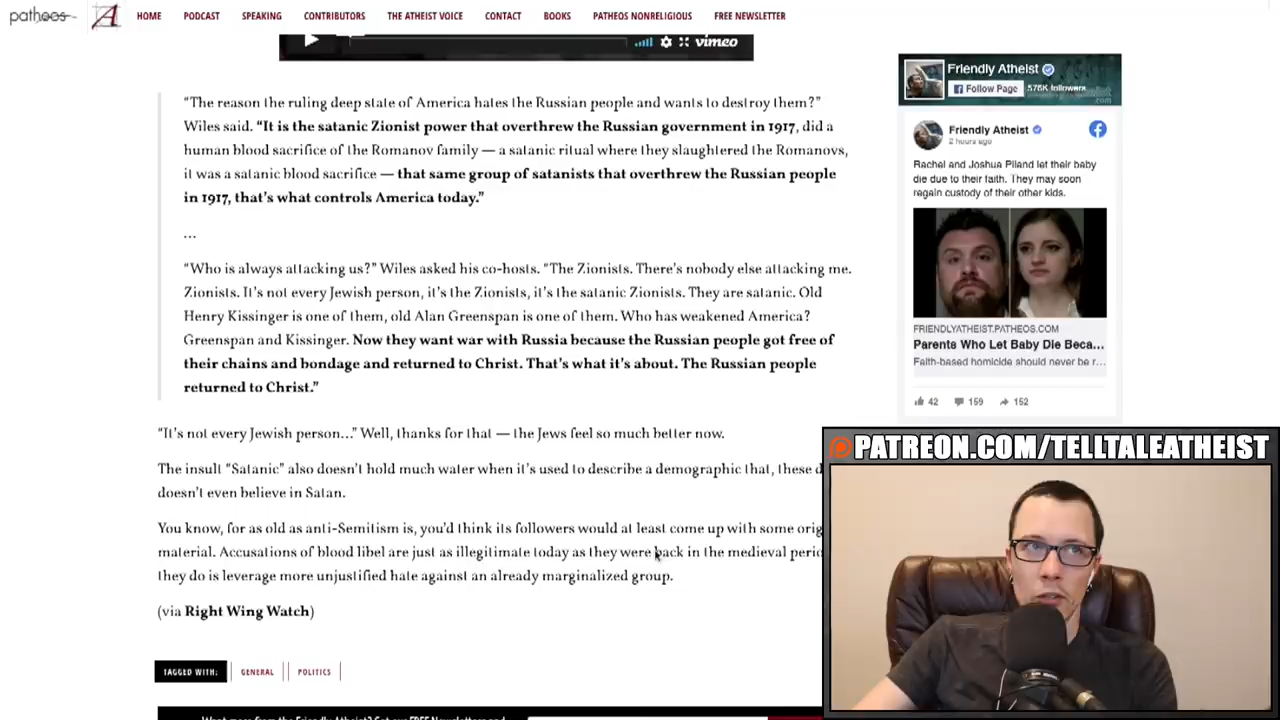 patheos
HOME PODCAST SPEAKING CONTRIBUTORS THE ATHEIST VOICE CONTACT BOOKS PATHEOS NONRELIGIOUS FREE NEWSLETTER
vimeo
“The reason the ruling deep state of America hates the Russian people and wants to destroy them?”
Wiles said. “It is the satanic Zionist power that overthrew the Russian government in 1917, did a
human blood sacrifice of the Romanov family — a satanic ritual where they slaughtered the Romanovs,
it was a satanic blood sacrifice — that same group of satanists that overthrew the Russian people
in 1917, that’s what controls America today.”
…
“Who is always attacking us?” Wiles asked his co-hosts. “The Zionists. There’s nobody else attacking me.
Zionists. It’s not every Jewish person, it’s the Zionists, it’s the satanic Zionists. They are satanic. Old
Henry Kissinger is one of them, old Alan Greenspan is one of them. Who has weakened America?
Greenspan and Kissinger. Now they want war with Russia because the Russian people got free of
their chains and bondage and returned to Christ. That’s what it’s about. The Russian people
returned to Christ.”
“It’s not every Jewish person…” Well, thanks for that — the Jews feel so much better now.
The insult “Satanic” also doesn’t hold much water when it’s used to describe a demographic that, these d
doesn’t even believe in Satan.
You know, for as old as anti-Semitism is, you’d think its followers would at least come up with some orig
material. Accusations of blood libel are just as illegitimate today as they were back in the medieval perio
they do is leverage more unjustified hate against an already marginalized group.
(via Right Wing Watch)
TAGGED WITH: GENERAL POLITICS
Want more from the Friendly Atheist? Get our FREE Newsletters and
Friendly Atheist
Follow Page 576K followers
.com
Friendly Atheist
2 hours ago
Rachel and Joshua Piland let their baby
die due to their faith. They may soon
regain custody of their other kids.
FRIENDLYATHEIST.PATHEOS.COM
Parents Who Let Baby Die Beca...
Faith-based homicide should never be r...
42 159 152
PATREON.COM/TELLTALEATHEIST